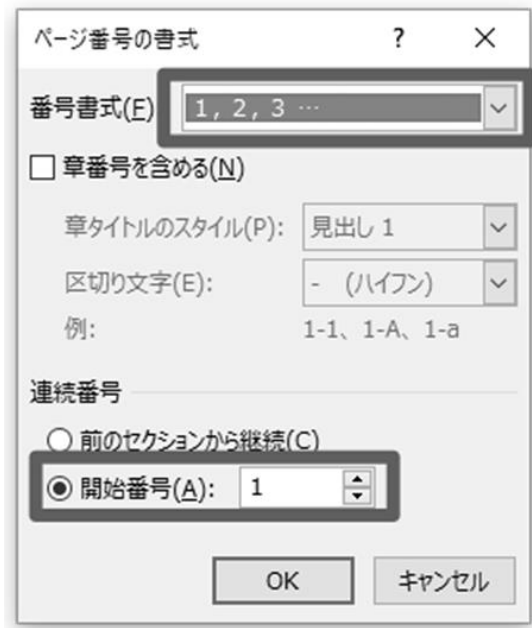 ページ番号の書式 ? ×
番号書式(F) 1, 2, 3 …
章番号を含める(N)
章タイトルのスタイル(P): 見出し 1
区切り文字(E): - (ハイフン)
例: 1-1、1-A、1-a
連続番号
前のセクションから継続(C)
開始番号(A): 1
OK キャンセル